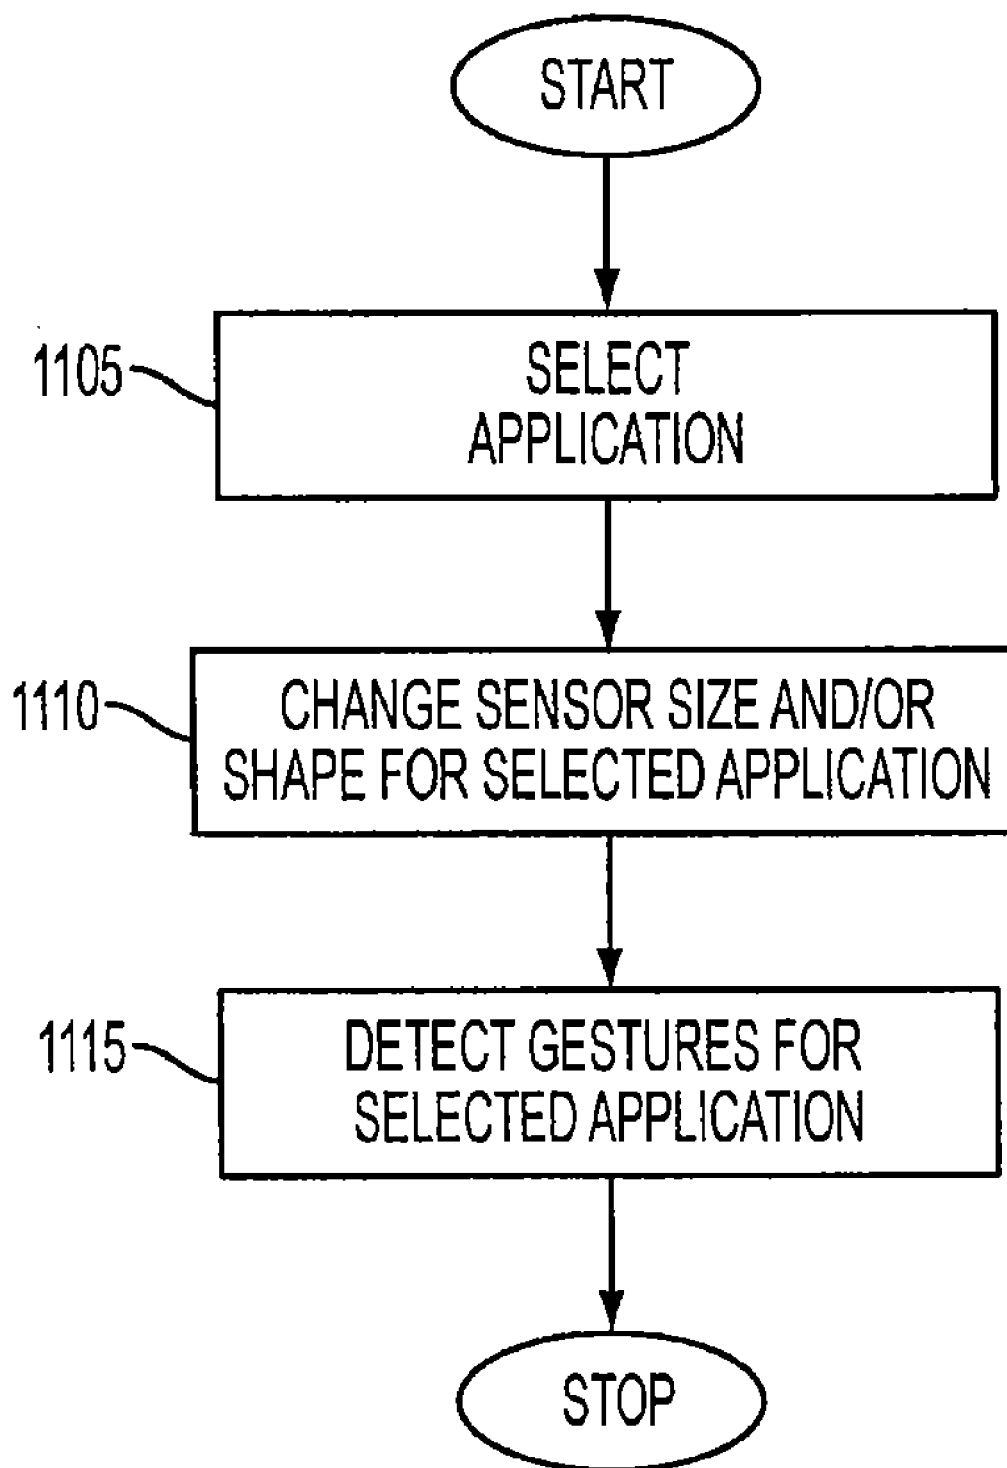 START
1105
SELECT
APPLICATION
1110
CHANGE SENSOR SIZE AND/OR
SHAPE FOR SELECTED APPLICATION
1115
DETECT GESTURES FOR
SELECTED APPLICATION
STOP